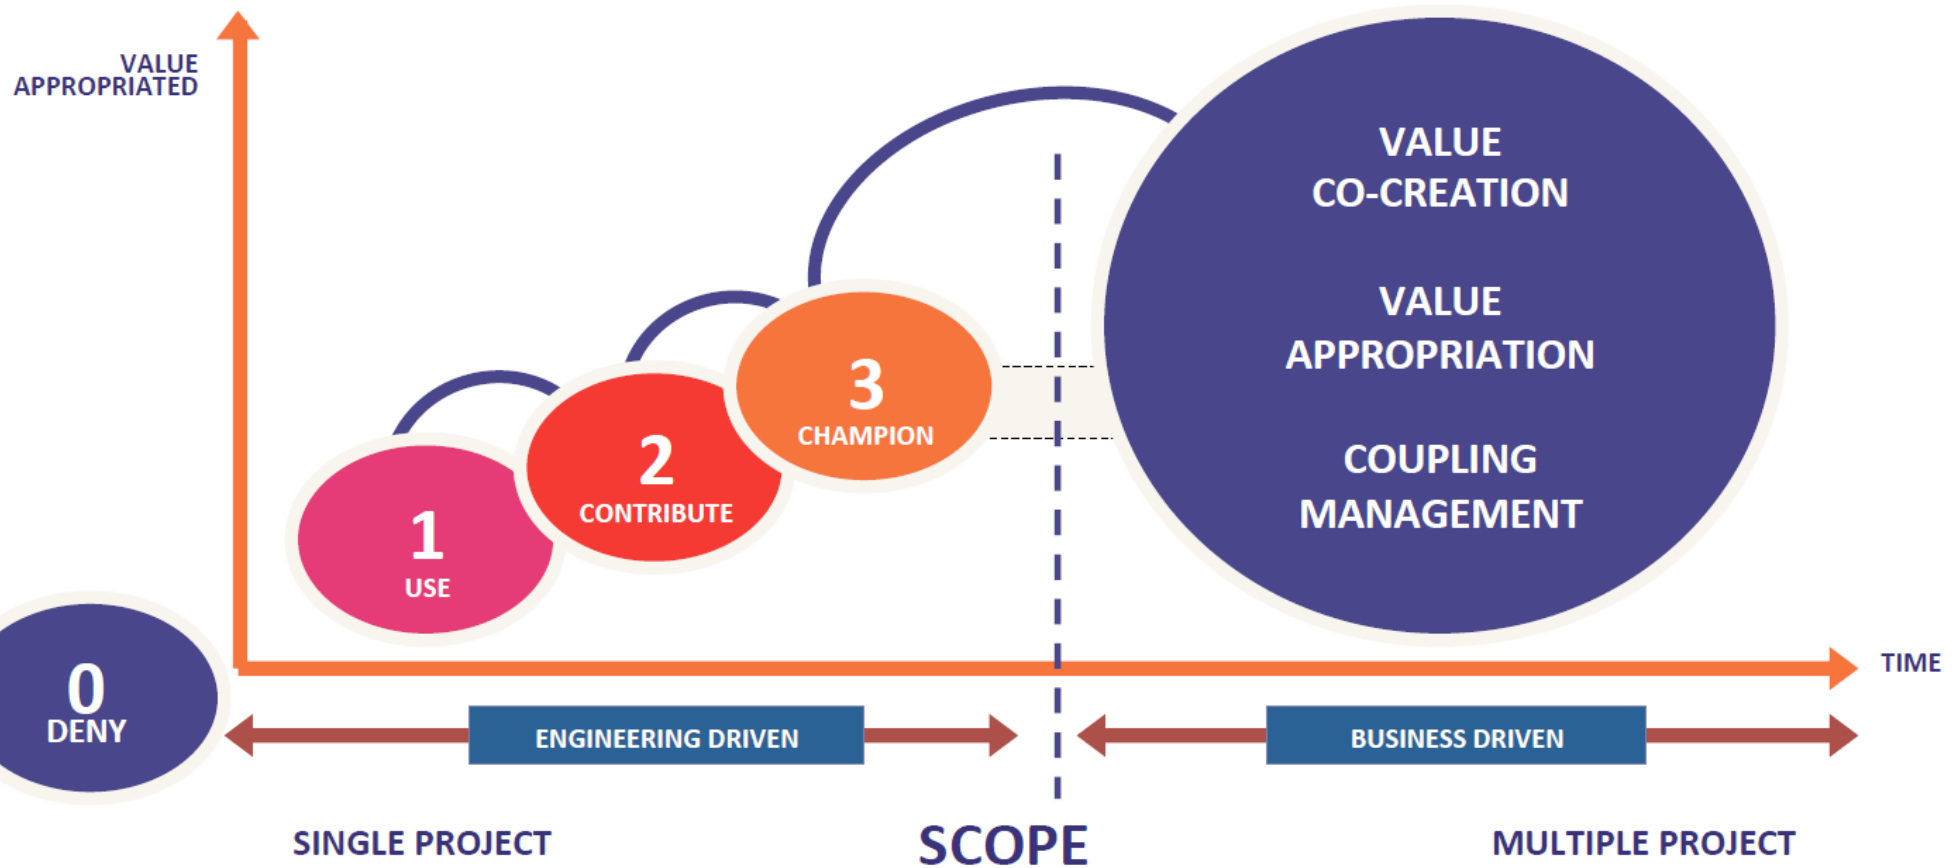 VALUE
APPROPRIATED
VALUE
CO-CREATION
VALUE
APPROPRIATION
COUPLING
MANAGEMENT
3
CHAMPION
2
CONTRIBUTE
1
USE
0
DENY
TIME
ENGINEERING DRIVEN
BUSINESS DRIVEN
SINGLE PROJECT
SCOPE
MULTIPLE PROJECT